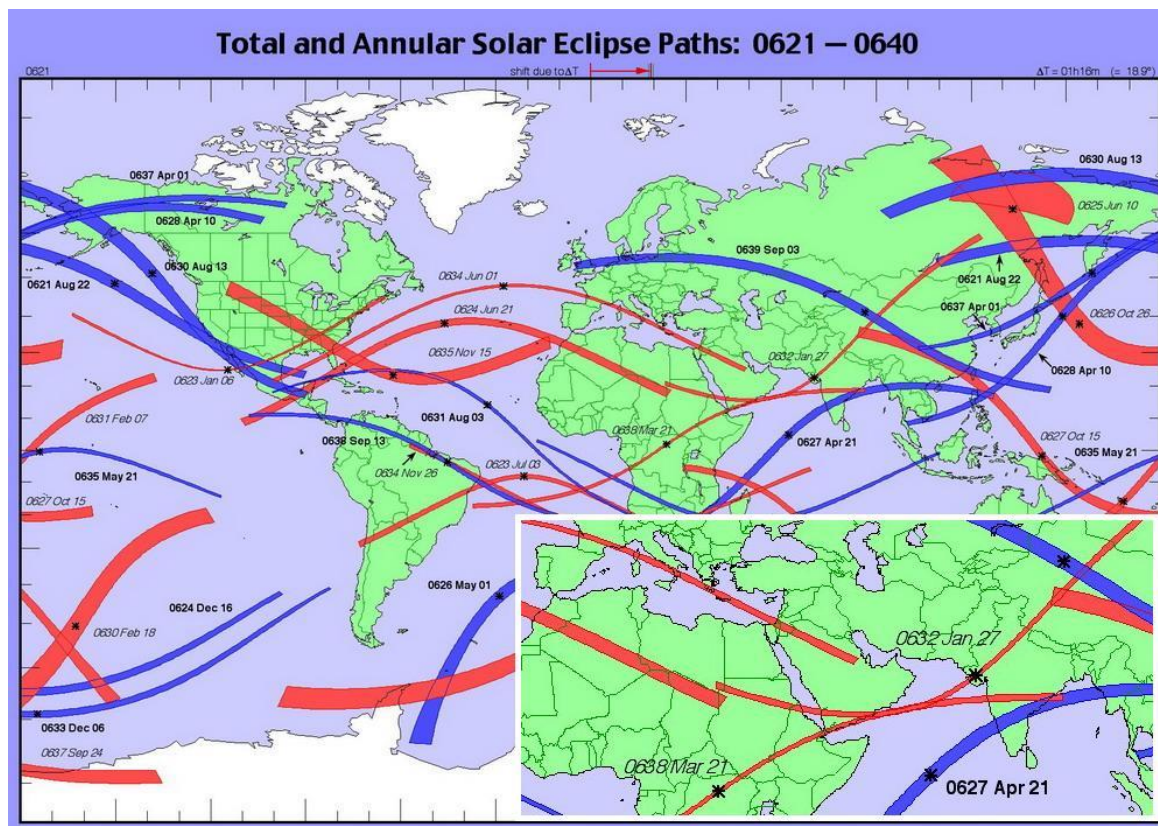 Total and Annular Solar Eclipse Paths: 0621 — 0640
0621
shift due to ΔT
ΔT = 01h16m (= 18.9°)
0637 Apr 01
0630 Aug 13
0628 Apr 10
0625 Jun 10
0630 Aug 13
0639 Sep 03
0621 Aug 22
0634 Jun 01
0621 Aug 22
0624 Jun 21
0637 Apr 01
0626 Oct 26
0635 Nov 15
0632 Jan 27
0628 Apr 10
0623 Jan 06
0631 Feb 07
0631 Aug 03
0638 Mar 21
0638 Sep 13
0627 Apr 21
0627 Oct 15
0635 May 21
0634 Nov 26
0623 Jul 03
0635 May 21
0627 Oct 15
0626 May 01
0624 Dec 16
0630 Feb 18
0633 Dec 06
0637 Sep 24
0632 Jan 27
0638 Mar 21
0627 Apr 21